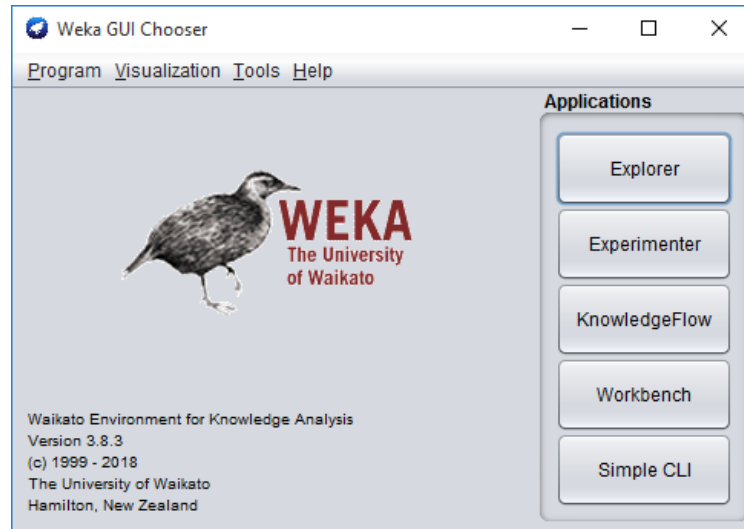 Weka GUI Chooser
Program Visualization Tools Help
Applications
Explorer
Experimenter
KnowledgeFlow
Workbench
Simple CLI
WEKA
The University
of Waikato
Waikato Environment for Knowledge Analysis
Version 3.8.3
(c) 1999 - 2018
The University of Waikato
Hamilton, New Zealand